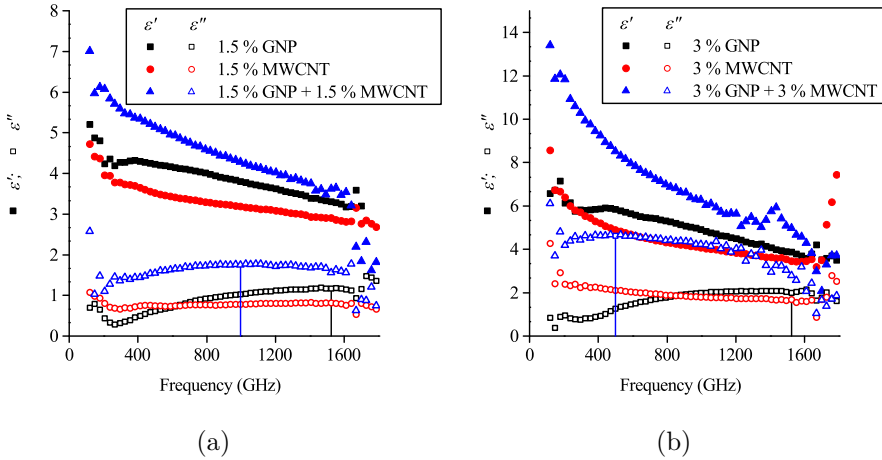 ε′ ε″
1.5 % GNP
1.5 % MWCNT
1.5 % GNP + 1.5 % MWCNT
8
7
6
5
4
3
2
1
0
0 400 800 1200 1600
Frequency (GHz)
ε′; ε″
(a)
ε′ ε″
3 % GNP
3 % MWCNT
3 % GNP + 3 % MWCNT
14
12
10
8
6
4
2
0
0 400 800 1200 1600
Frequency (GHz)
ε′; ε″
(b)